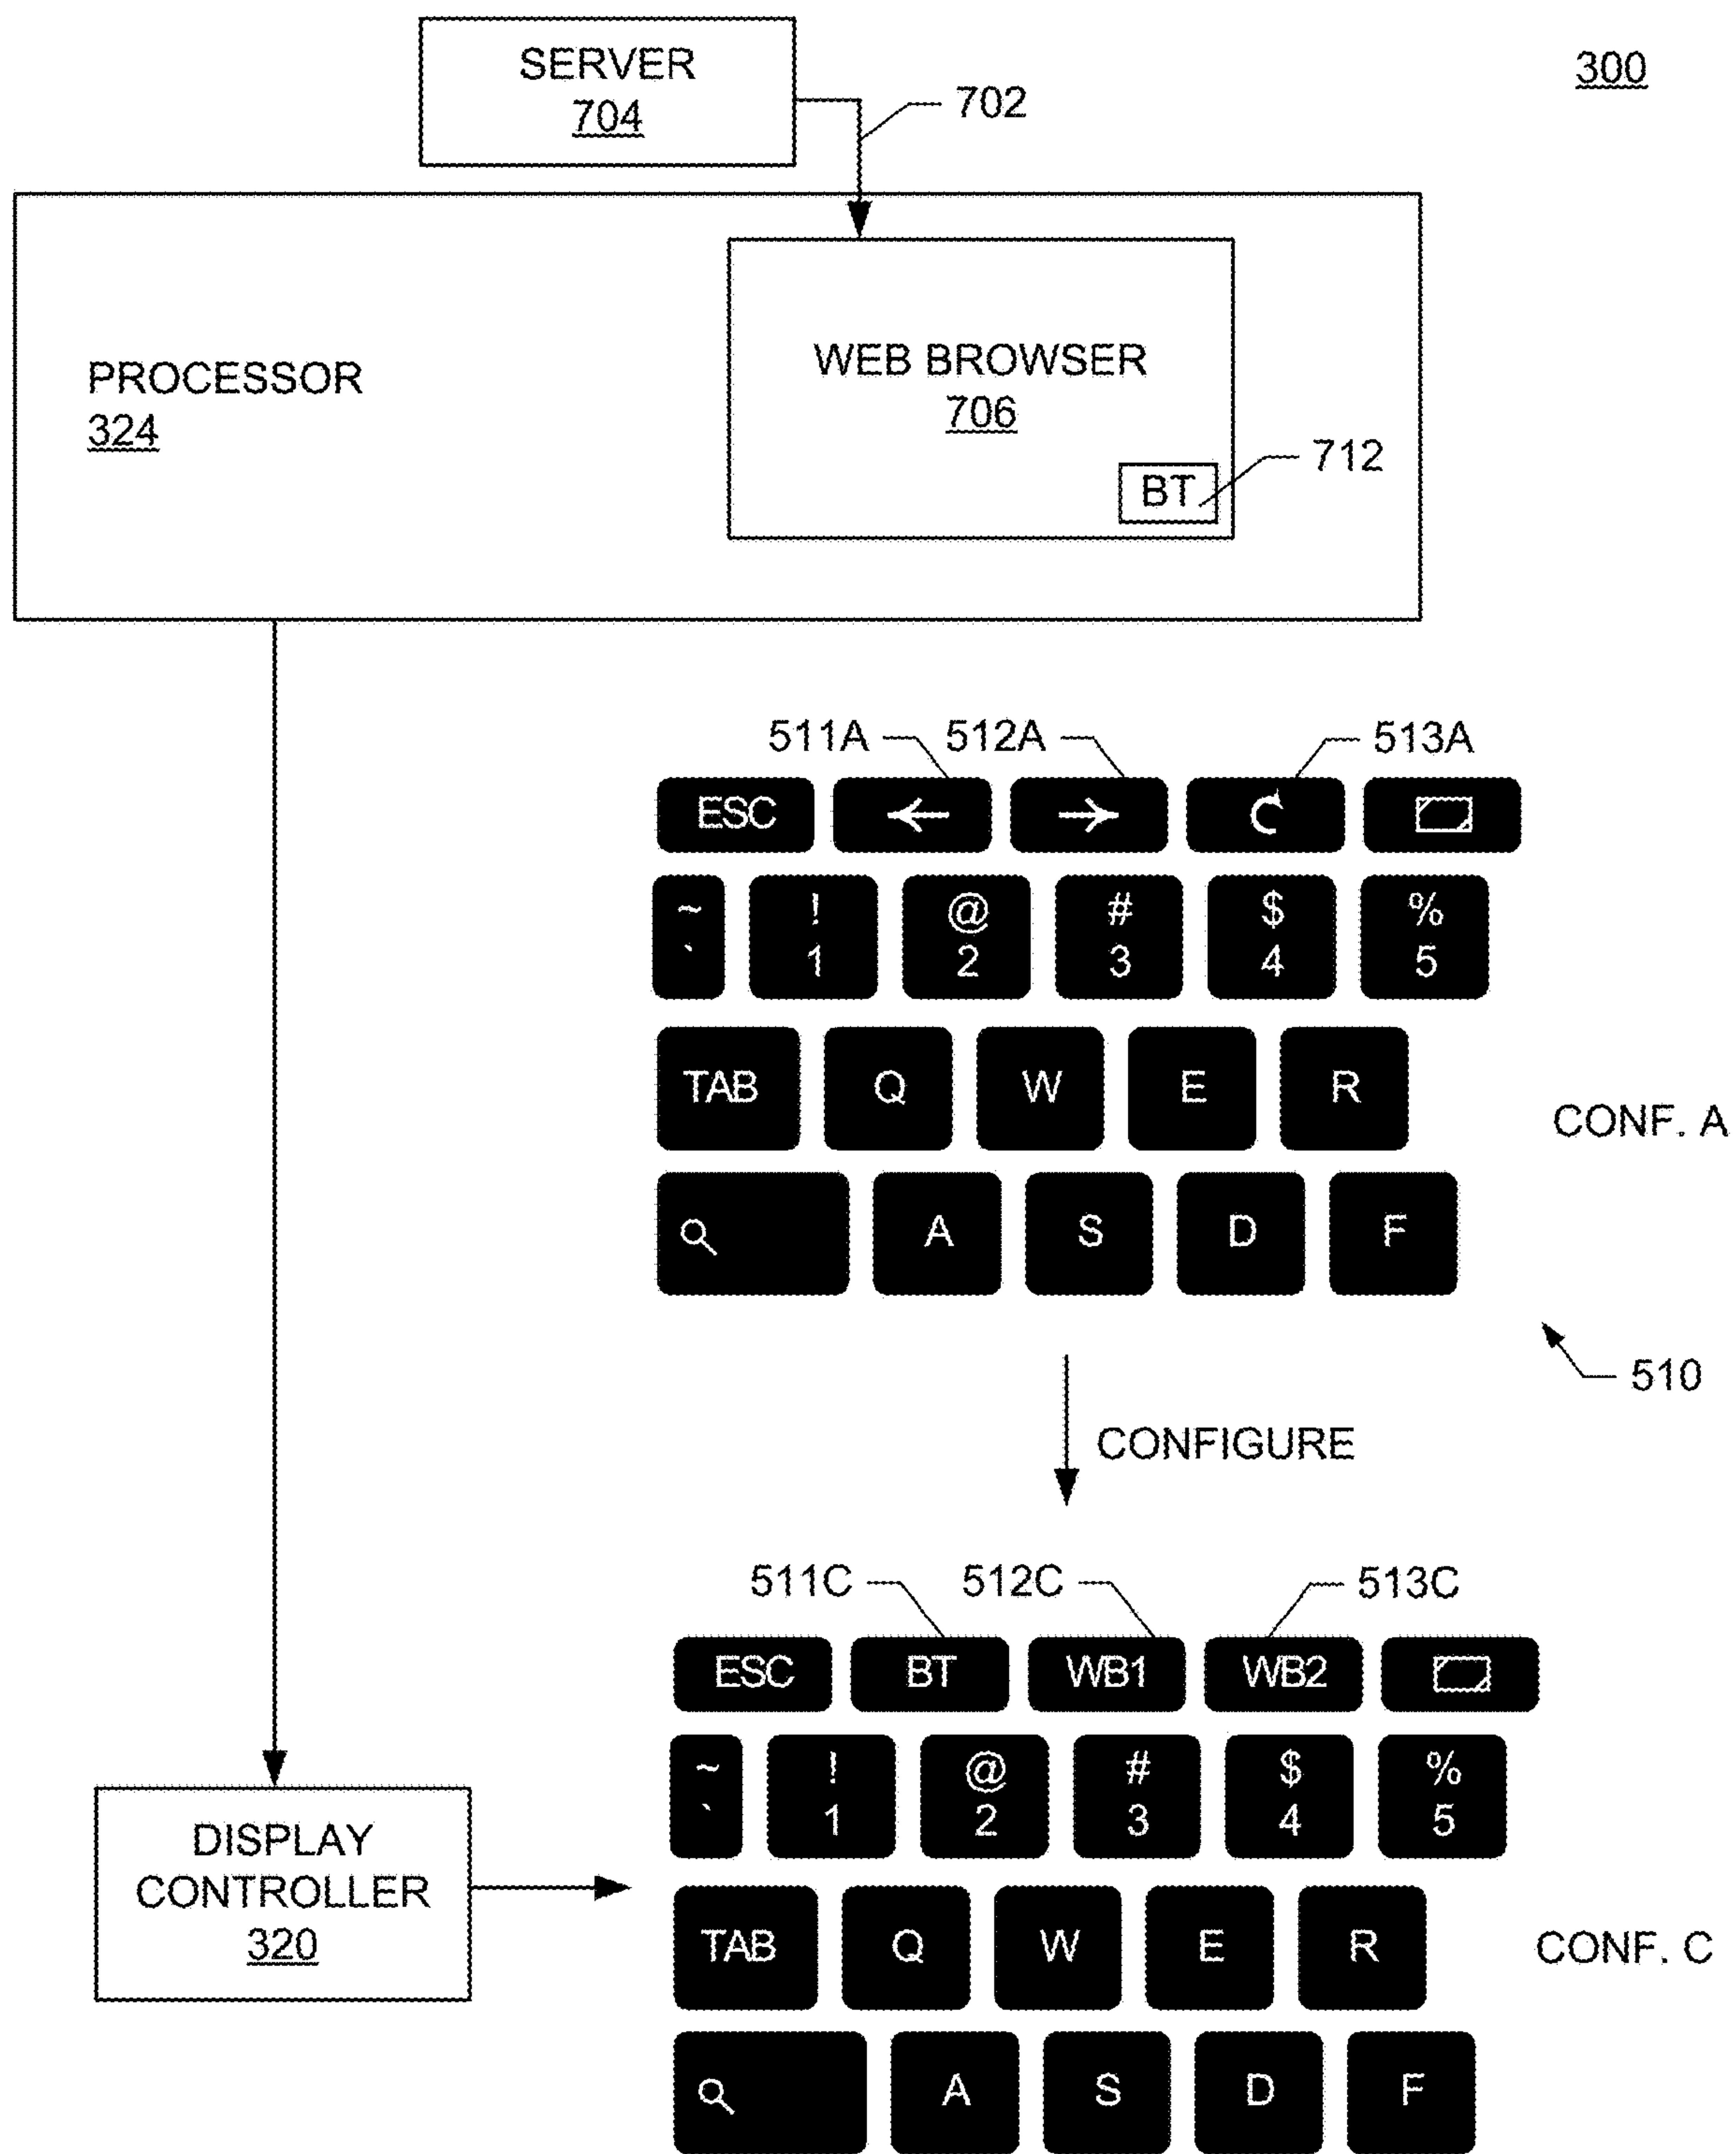 SERVER
704
300
702
WEB BROWSER
706
PROCESSOR
324
712
BT
511A
512A
513A
ESC
~ ! @ # $ %
` 1 2 3 4 5
TAB Q W E R
CONF. A
A S D F
510
CONFIGURE
511C
512C
513C
ESC BT WB1 WB2
~ ! @ # $ %
` 1 2 3 4 5
DISPLAY
CONTROLLER
320
TAB Q W E R
CONF. C
A S D F